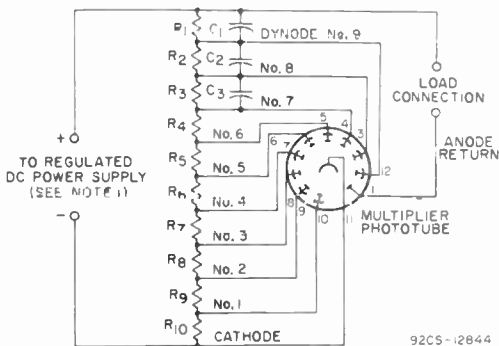 R1
C1
DYNODE No. 9
R2
C2
No. 8
R3
C3
No. 7
LOAD
CONNECTION
R4
No. 6
5
4
3
+
6
7
ANODE
RETURN
TO REGULATED
DC POWER SUPPLY
(SEE NOTE 1)
R5
No. 5
12
R6
No. 4
1
−
8
9
10
11
MULTIPLIER
PHOTOTUBE
R7
No. 3
R8
No. 2
R9
No. 1
R10
CATHODE
92CS-12844